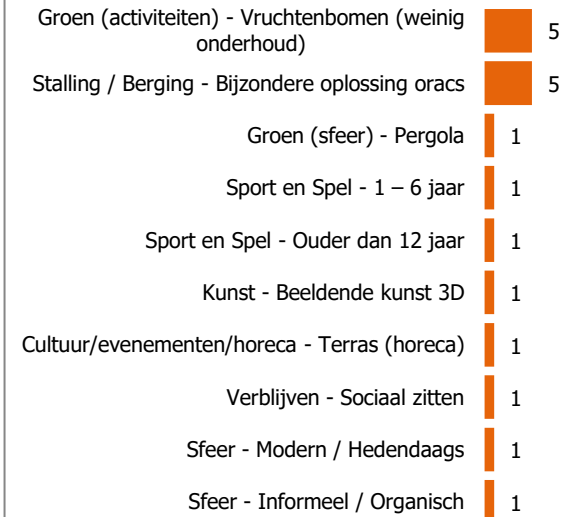 Groen (activiteiten) - Vruchtenbomen (weinig
onderhoud)
5
Stalling / Berging - Bijzondere oplossing oracs
5
Groen (sfeer) - Pergola
1
Sport en Spel - 1 – 6 jaar
1
Sport en Spel - Ouder dan 12 jaar
1
Kunst - Beeldende kunst 3D
1
Cultuur/evenementen/horeca - Terras (horeca)
1
Verblijven - Sociaal zitten
1
Sfeer - Modern / Hedendaags
1
Sfeer - Informeel / Organisch
1